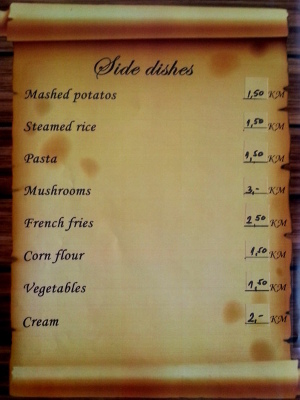 Side dishes
Mashed potatos 1,50 KM
Steamed rice 1,50 KM
Pasta 1,50 KM
Mushrooms 3,- KM
French fries 2 50 KM
Corn flour 1,50 KM
Vegetables 1,50 KM
Cream 2,- KM